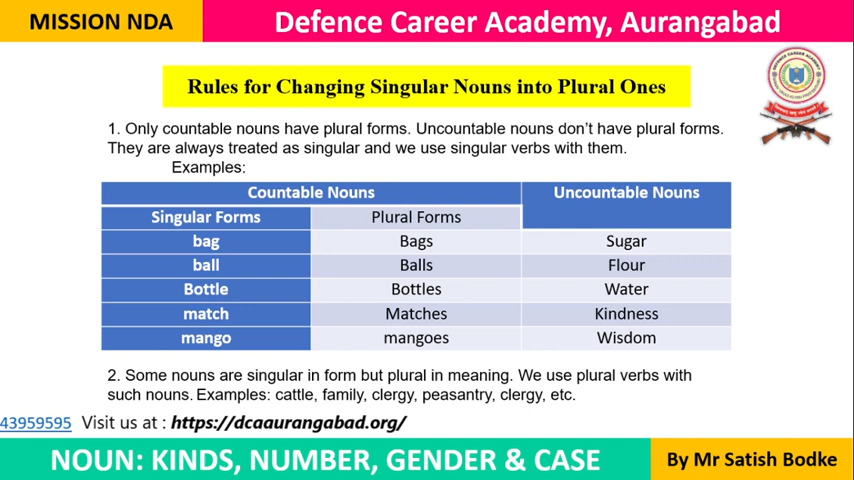 MISSION NDA
Defence Career Academy, Aurangabad
Rules for Changing Singular Nouns into Plural Ones
1. Only countable nouns have plural forms. Uncountable nouns don't have plural forms.
They are always treated as singular and we use singular verbs with them.
Examples:
Countable Nouns Uncountable Nouns
Singular Forms Plural Forms
bag Bags Sugar
ball Balls Flour
Bottle Bottles Water
match Matches Kindness
mango mangoes Wisdom
2. Some nouns are singular in form but plural in meaning. We use plural verbs with
such nouns. Examples: cattle, family, clergy, peasantry, clergy, etc.
43959595 Visit us at : https://dcaaurangabad.org/
NOUN: KINDS, NUMBER, GENDER & CASE
By Mr Satish Bodke